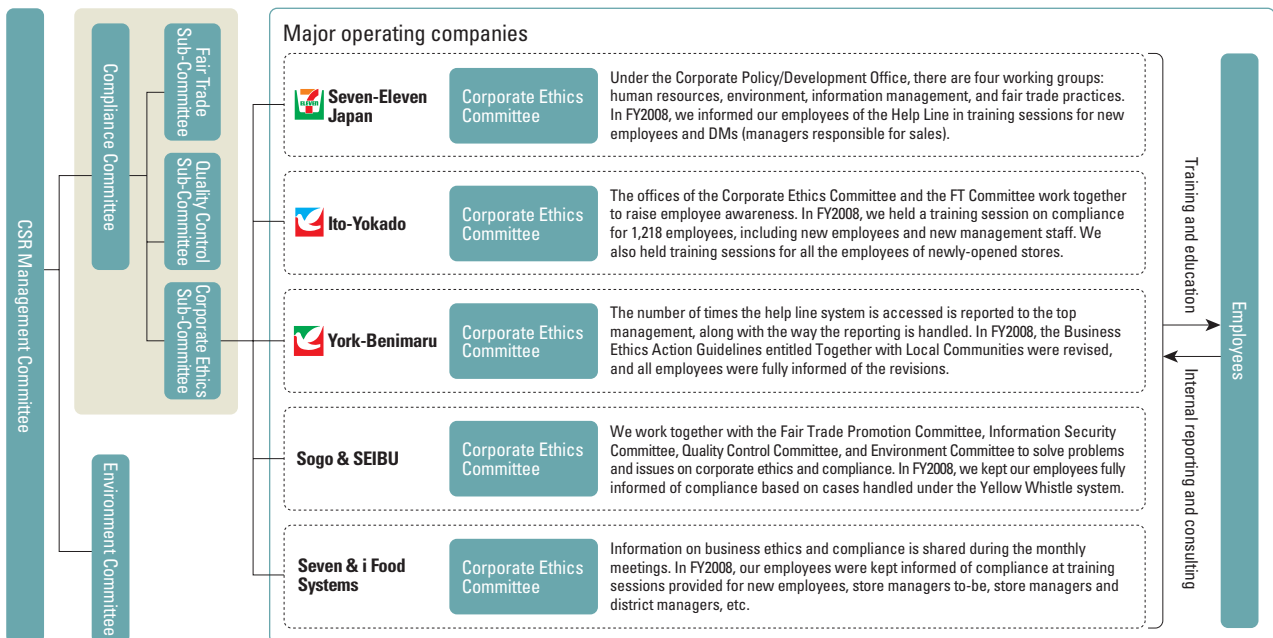 CSR Management Committee
Compliance Committee
Environment Committee
Fair Trade
Sub-Committee
Quality Control
Sub-Committee
Corporate Ethics
Sub-Committee
Major operating companies
7
ELEVEN
Seven-Eleven
Japan
Corporate Ethics
Committee
Under the Corporate Policy/Development Office, there are four working groups:
human resources, environment, information management, and fair trade practices.
In FY2008, we informed our employees of the Help Line in training sessions for new
employees and DMs (managers responsible for sales).
Ito-Yokado
Corporate Ethics
Committee
The offices of the Corporate Ethics Committee and the FT Committee work together
to raise employee awareness. In FY2008, we held a training session on compliance
for 1,218 employees, including new employees and new management staff. We
also held training sessions for all the employees of newly-opened stores.
York-Benimaru
Corporate Ethics
Committee
The number of times the help line system is accessed is reported to the top
management, along with the way the reporting is handled. In FY2008, the Business
Ethics Action Guidelines entitled Together with Local Communities were revised,
and all employees were fully informed of the revisions.
Sogo & SEIBU
Corporate Ethics
Committee
We work together with the Fair Trade Promotion Committee, Information Security
Committee, Quality Control Committee, and Environment Committee to solve problems
and issues on corporate ethics and compliance. In FY2008, we kept our employees fully
informed of compliance based on cases handled under the Yellow Whistle system.
Seven & i Food
Systems
Corporate Ethics
Committee
Information on business ethics and compliance is shared during the monthly
meetings. In FY2008, our employees were kept informed of compliance at training
sessions provided for new employees, store managers to-be, store managers and
district managers, etc.
Training and education
Internal reporting and consulting
Employees